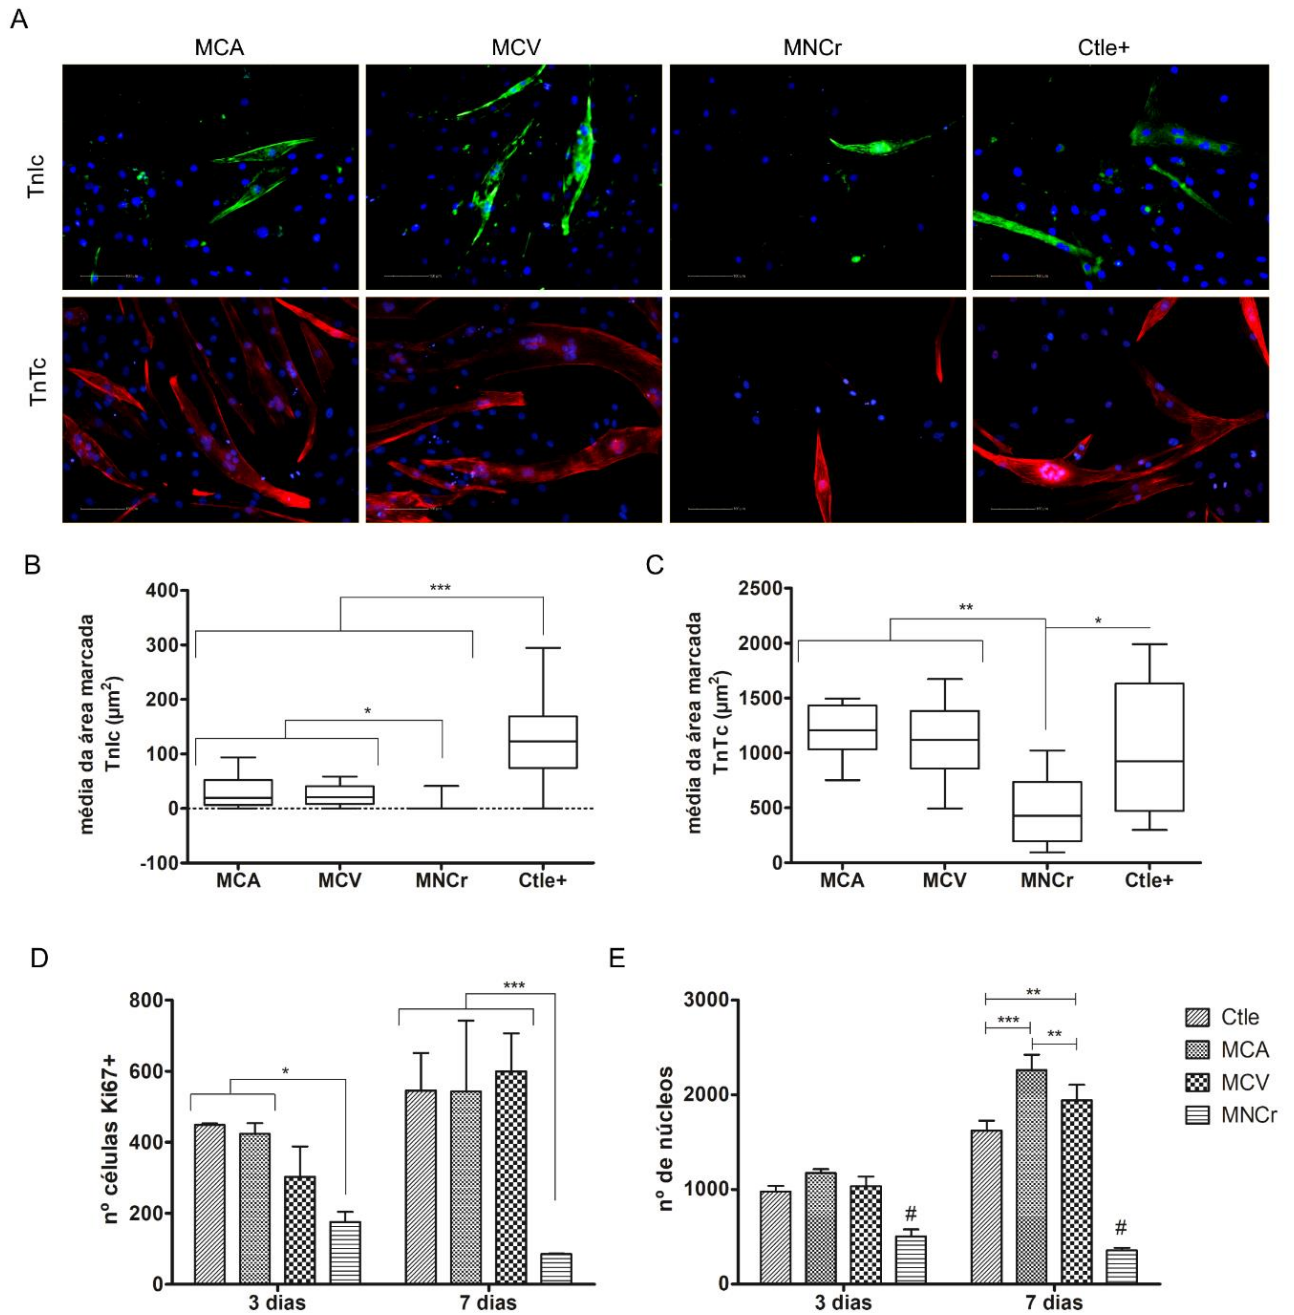 A
MCA MCV MNCr Ctle+
TnIc
TnTc
B
média da área marcada
TnIc (µm²)
400
300
200
100
0
-100
***
*
MCA MCV MNCr Ctle+
C
média da área marcada
TnTc (µm²)
2500
2000
1500
1000
500
0
**
*
MCA MCV MNCr Ctle+
D
nº células Ki67+
800
600
400
200
0
*
***
3 dias 7 dias
E
nº de núcleos
3000
2000
1000
0
#
**
***
**
#
3 dias 7 dias
Ctle
MCA
MCV
MNCr